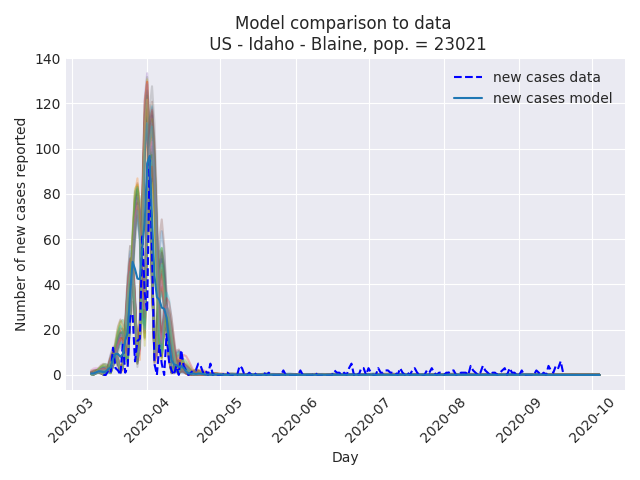 Model comparison to data
US - Idaho - Blaine, pop. = 23021
new cases data
new cases model
Number of new cases reported
140
120
100
80
60
40
20
0
2020-03
2020-04
2020-05
2020-06
2020-07
2020-08
2020-09
2020-10
Day